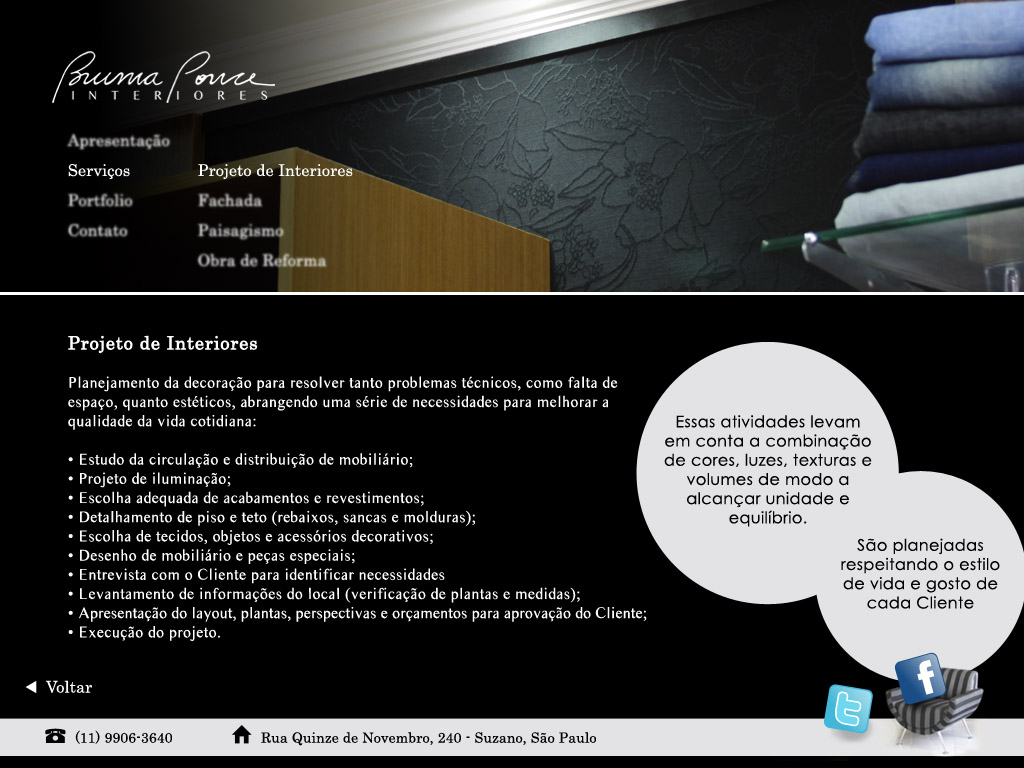 Bruma Ponce
INTERIORES
Apresentação
Serviços
Portfolio
Contato
Projeto de Interiores
Fachada
Paisagismo
Obra de Reforma
Projeto de Interiores
Planejamento da decoração para resolver tanto problemas técnicos, como falta de
espaço, quanto estéticos, abrangendo uma série de necessidades para melhorar a
qualidade da vida cotidiana:
• Estudo da circulação e distribuição de mobiliário;
• Projeto de iluminação;
• Escolha adequada de acabamentos e revestimentos;
• Detalhamento de piso e teto (rebaixos, sancas e molduras);
• Escolha de tecidos, objetos e acessórios decorativos;
• Desenho de mobiliário e peças especiais;
• Entrevista com o Cliente para identificar necessidades
• Levantamento de informações do local (verificação de plantas e medidas);
• Apresentação do layout, plantas, perspectivas e orçamentos para aprovação do Cliente;
• Execução do projeto.
Essas atividades levam
em conta a combinação
de cores, luzes, texturas e
volumes de modo a
alcançar unidade e
equilíbrio.
São planejadas
respeitando o estilo
de vida e gosto de
cada Cliente
Voltar
t
f
(11) 9906-3640
Rua Quinze de Novembro, 240 - Suzano, São Paulo